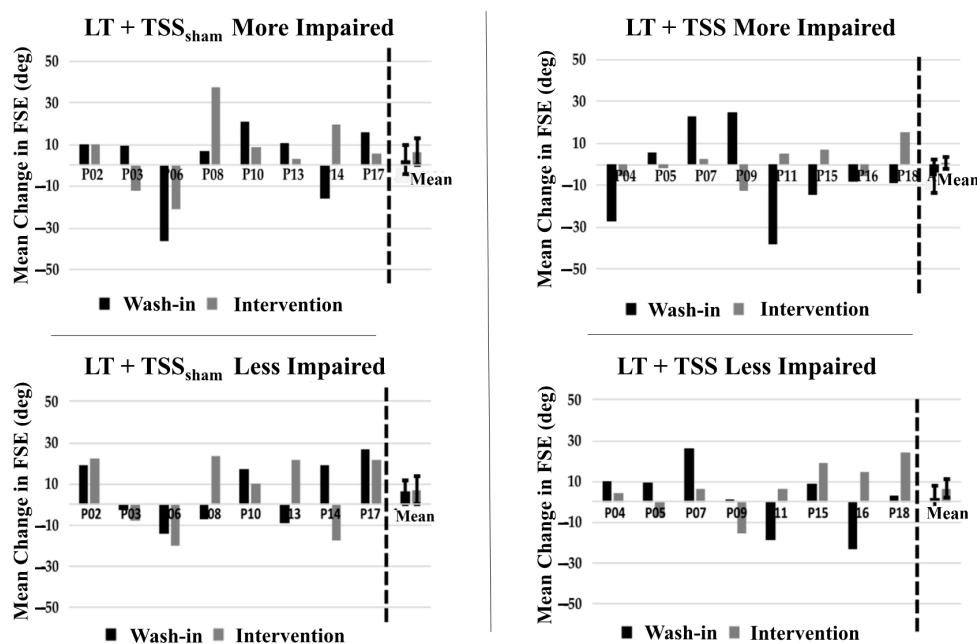 LT + TSSsham More Impaired
Mean Change in FSE (deg)
50
30
10
−10
−30
−50
P02 P03 P06 P08 P10 P13 P14 P17 Mean
Wash-in Intervention
LT + TSS More Impaired
Mean Change in FSE (deg)
50
30
10
−10
−30
−50
P04 P05 P07 P09 P11 P15 P16 P18 Mean
Wash-in Intervention
LT + TSSsham Less Impaired
Mean Change in FSE (deg)
50
30
10
−10
−30
−50
P02 P03 06 08 P10 13 14 P17 Mean
Wash-in Intervention
LT + TSS Less Impaired
Mean Change in FSE (deg)
50
30
10
−10
−30
−50
P04 P05 P07 P09 11 P15 16 P18 Mean
Wash-in Intervention